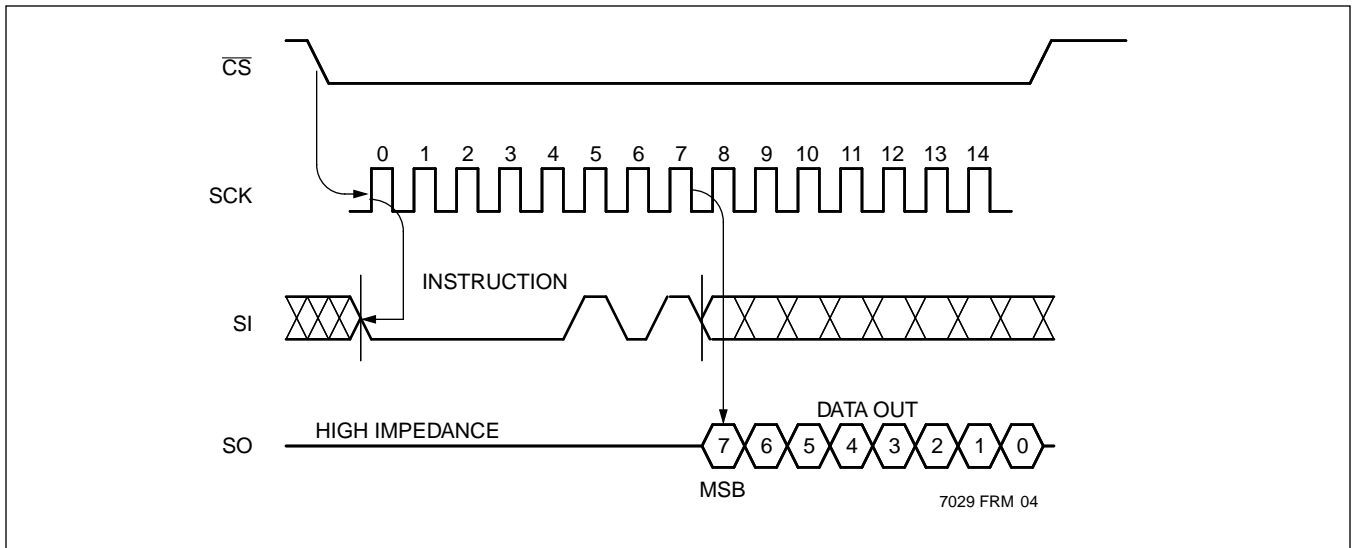 C̅S̅
0 1 2 3 4 5 6 7 8 9 10 11 12 13 14
SCK
INSTRUCTION
SI
DATA OUT
HIGH IMPEDANCE
SO
7 6 5 4 3 2 1 0
MSB
7029 FRM 04